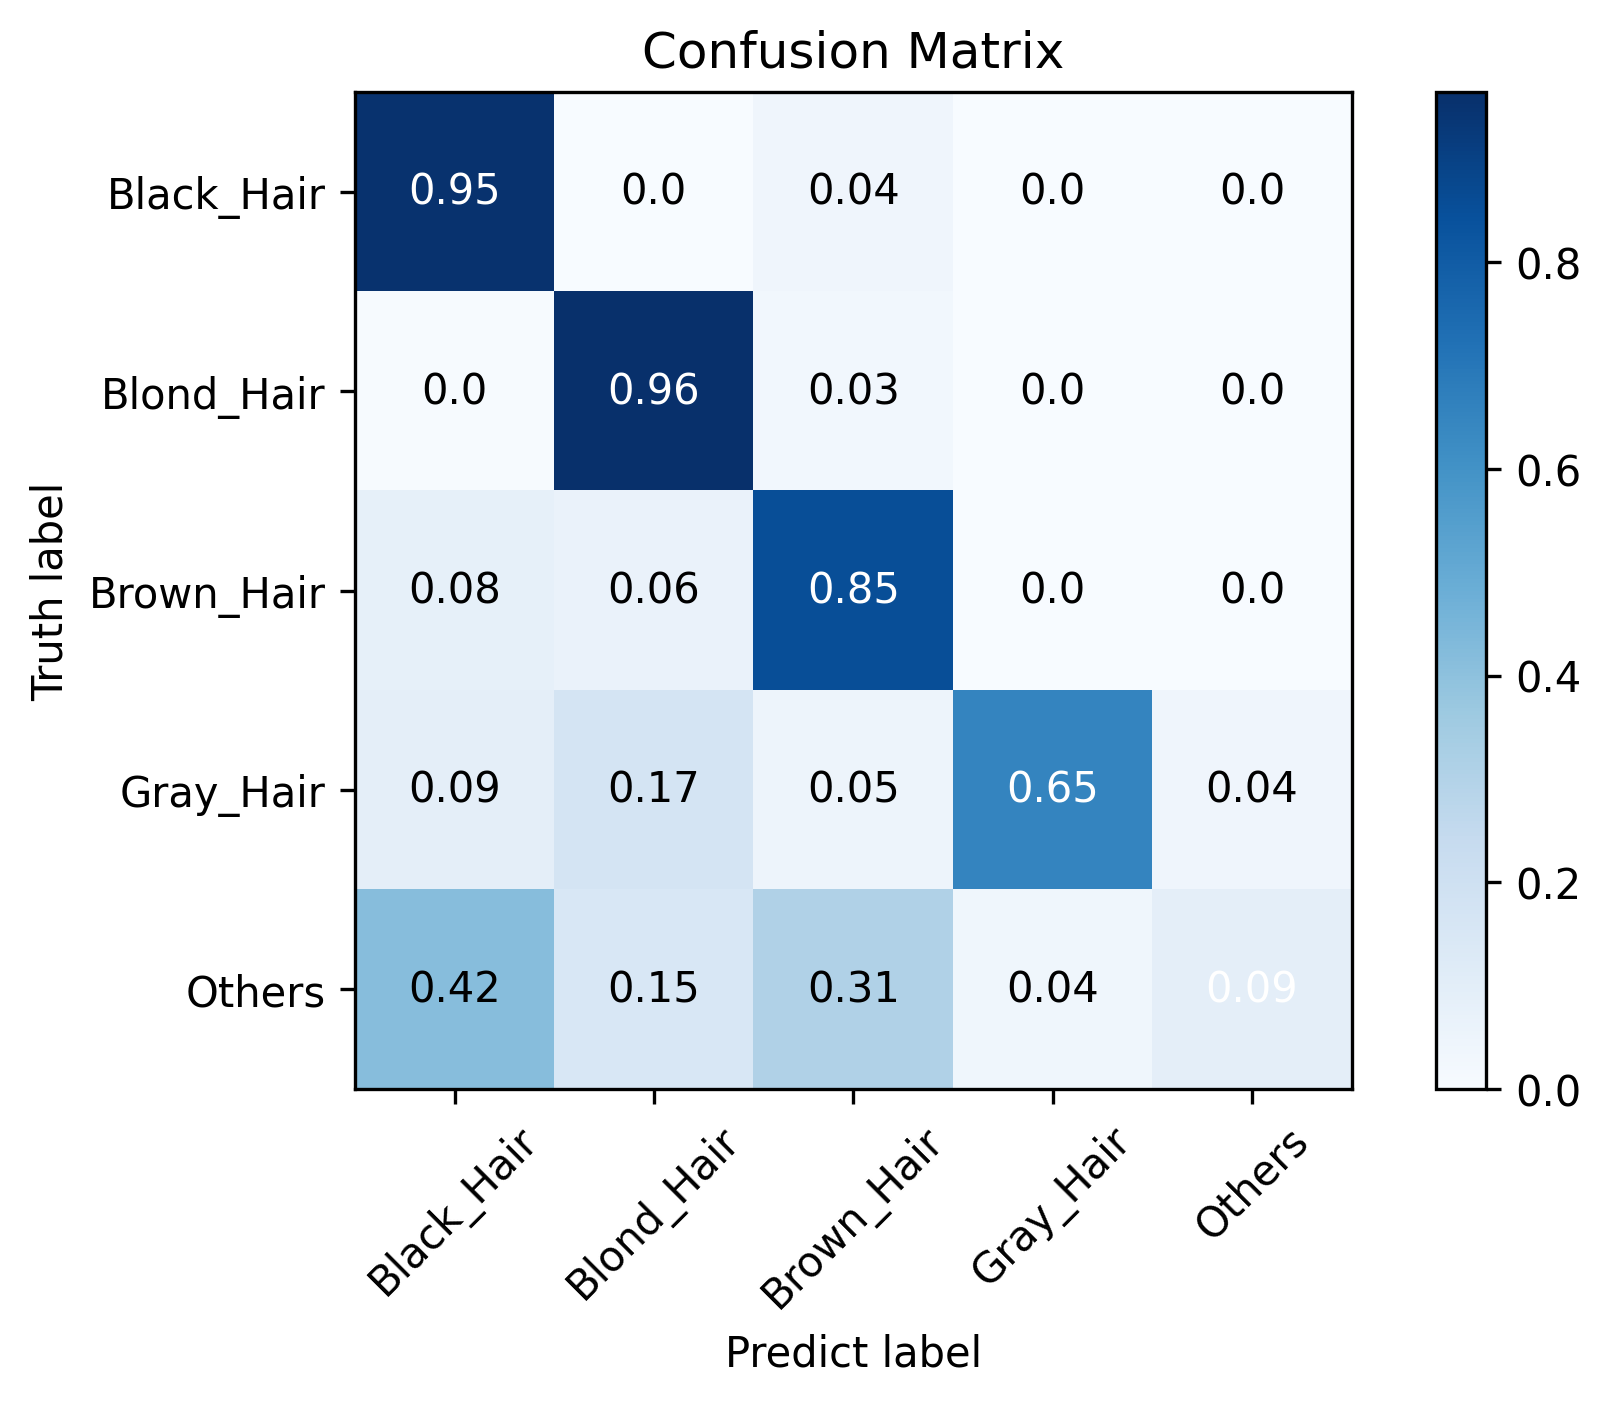 Confusion Matrix
Truth label
Black_Hair 0.95 0.0 0.04 0.0 0.0
Blond_Hair 0.0 0.96 0.03 0.0 0.0
Brown_Hair 0.08 0.06 0.85 0.0 0.0
Gray_Hair 0.09 0.17 0.05 0.65 0.04
Others 0.42 0.15 0.31 0.04 0.09
Black_Hair Blond_Hair Brown_Hair Gray_Hair Others
Predict label
0.8
0.6
0.4
0.2
0.0